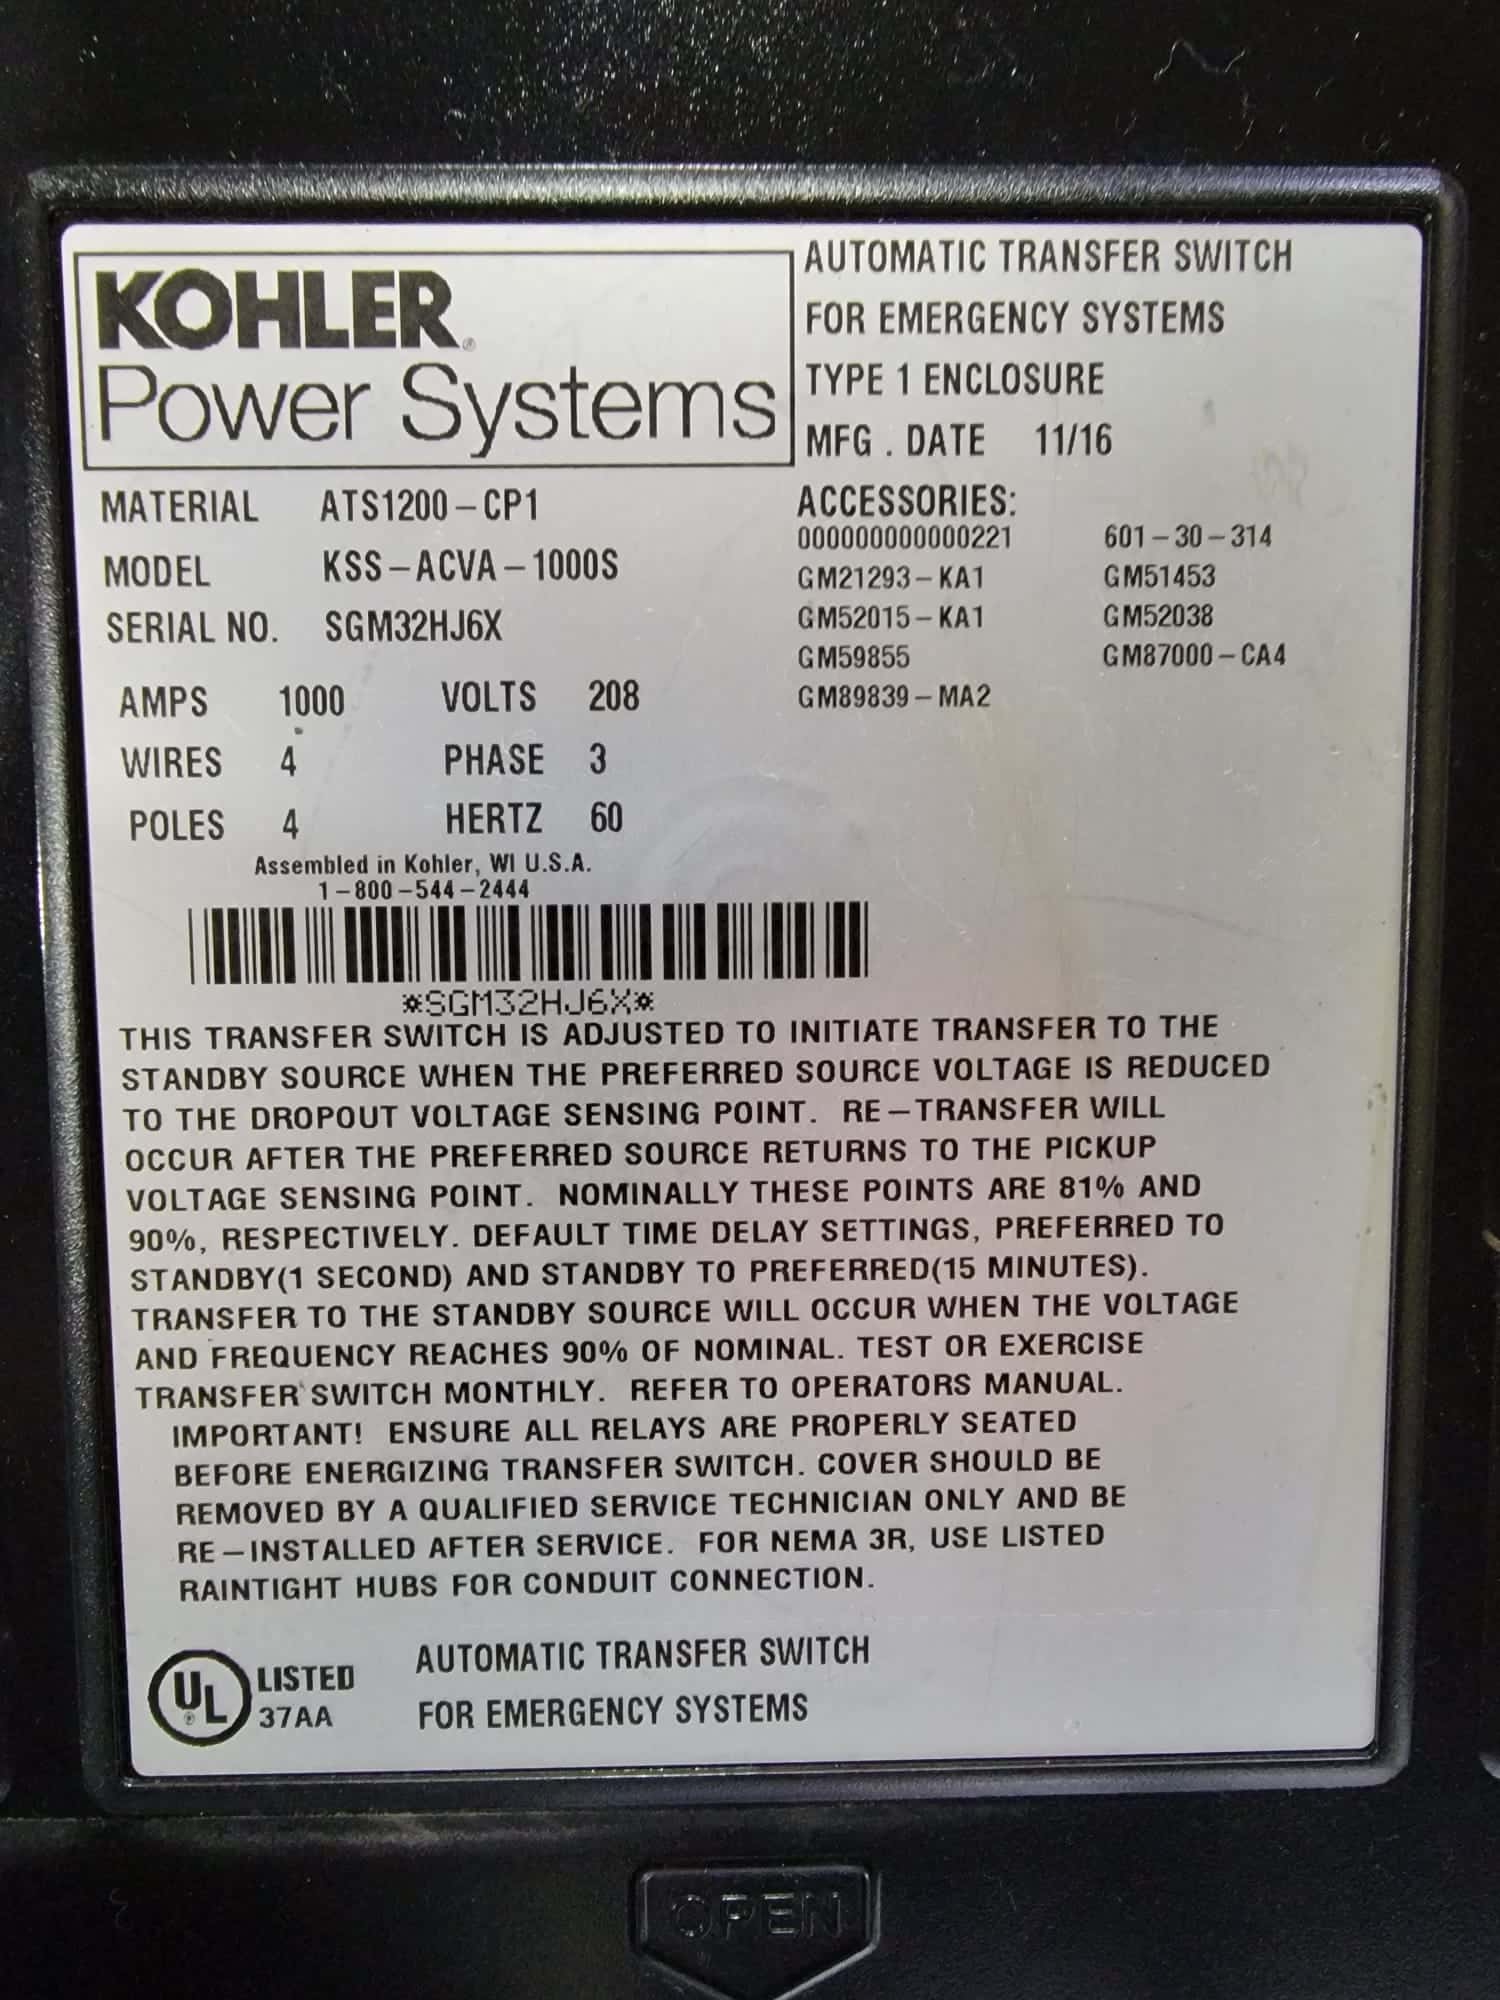 KOHLER®
Power Systems
AUTOMATIC TRANSFER SWITCH
FOR EMERGENCY SYSTEMS
TYPE 1 ENCLOSURE
MFG . DATE 11/16
MATERIAL ATS1200-CP1
MODEL KSS-ACVA-1000S
SERIAL NO. SGM32HJ6X
AMPS 1000 VOLTS 208
WIRES 4 PHASE 3
POLES 4 HERTZ 60
ACCESSORIES:
000000000000221 601-30-314
GM21293-KA1 GM51453
GM52015-KA1 GM52038
GM59855 GM87000-CA4
GM89839-MA2
Assembled in Kohler, WI U.S.A.
1-800-544-2444
*SGM32HJ6X*
THIS TRANSFER SWITCH IS ADJUSTED TO INITIATE TRANSFER TO THE
STANDBY SOURCE WHEN THE PREFERRED SOURCE VOLTAGE IS REDUCED
TO THE DROPOUT VOLTAGE SENSING POINT. RE-TRANSFER WILL
OCCUR AFTER THE PREFERRED SOURCE RETURNS TO THE PICKUP
VOLTAGE SENSING POINT. NOMINALLY THESE POINTS ARE 81% AND
90%, RESPECTIVELY. DEFAULT TIME DELAY SETTINGS, PREFERRED TO
STANDBY(1 SECOND) AND STANDBY TO PREFERRED(15 MINUTES).
TRANSFER TO THE STANDBY SOURCE WILL OCCUR WHEN THE VOLTAGE
AND FREQUENCY REACHES 90% OF NOMINAL. TEST OR EXERCISE
TRANSFER SWITCH MONTHLY. REFER TO OPERATORS MANUAL.
IMPORTANT! ENSURE ALL RELAYS ARE PROPERLY SEATED
BEFORE ENERGIZING TRANSFER SWITCH. COVER SHOULD BE
REMOVED BY A QUALIFIED SERVICE TECHNICIAN ONLY AND BE
RE-INSTALLED AFTER SERVICE. FOR NEMA 3R, USE LISTED
RAINTIGHT HUBS FOR CONDUIT CONNECTION.
UL® LISTED
37AA
AUTOMATIC TRANSFER SWITCH
FOR EMERGENCY SYSTEMS
OPEN